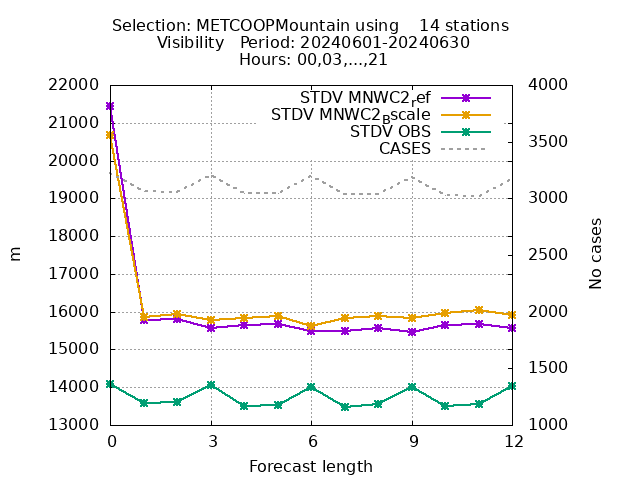 Selection: METCOOPMountain using    14 stations
Visibility   Period: 20240601-20240630
Hours: 00,03,...,21
STDV MNWC2ref
STDV MNWC2Bscale
STDV OBS
CASES
22000
21000
20000
19000
18000
17000
16000
15000
14000
13000
4000
3500
3000
2500
2000
1500
1000
m
No cases
0 3 6 9 12
Forecast length